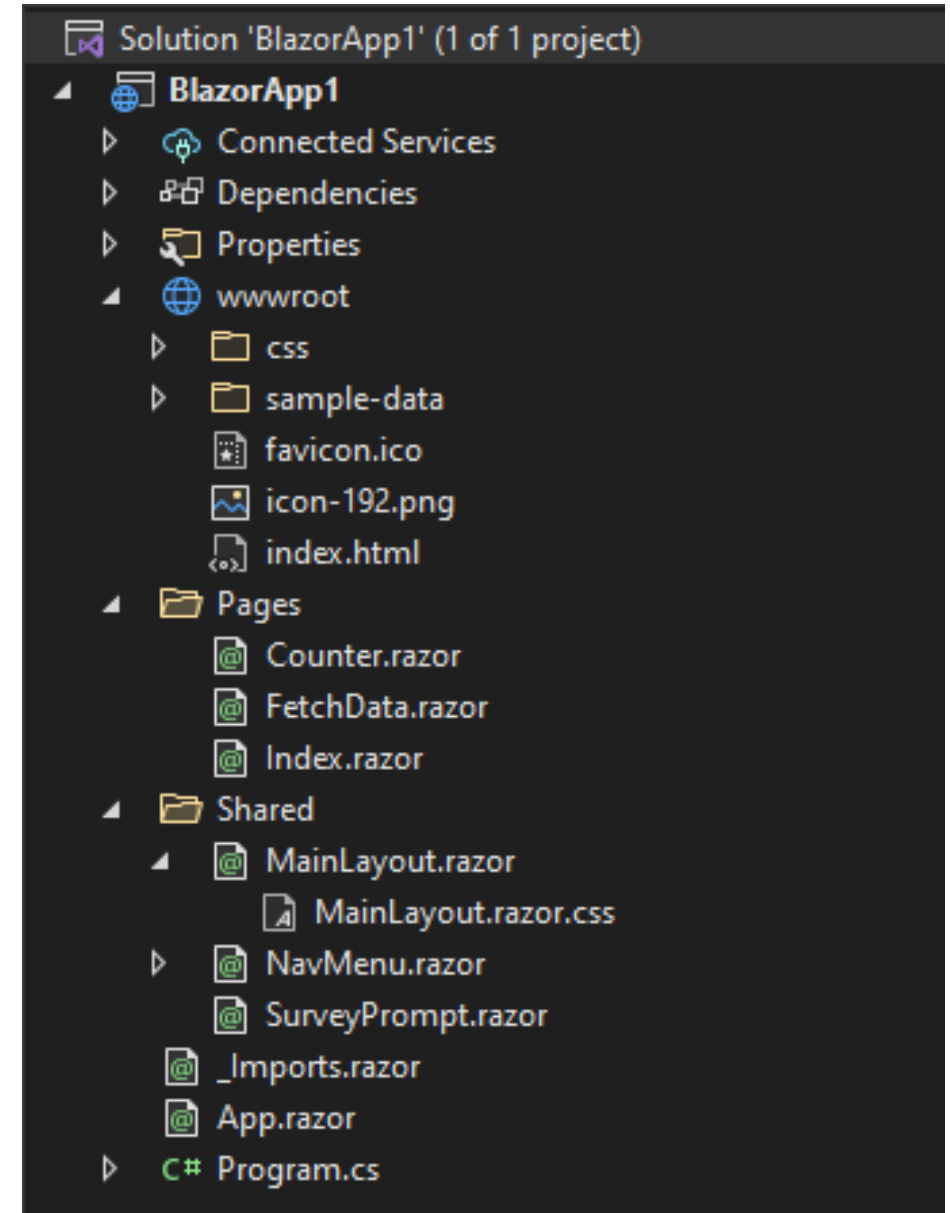 Solution 'BlazorApp1' (1 of 1 project)
BlazorApp1
Connected Services
Dependencies
Properties
wwwroot
css
sample-data
favicon.ico
icon-192.png
index.html
Pages
Counter.razor
FetchData.razor
Index.razor
Shared
MainLayout.razor
MainLayout.razor.css
NavMenu.razor
SurveyPrompt.razor
_Imports.razor
App.razor
C# Program.cs